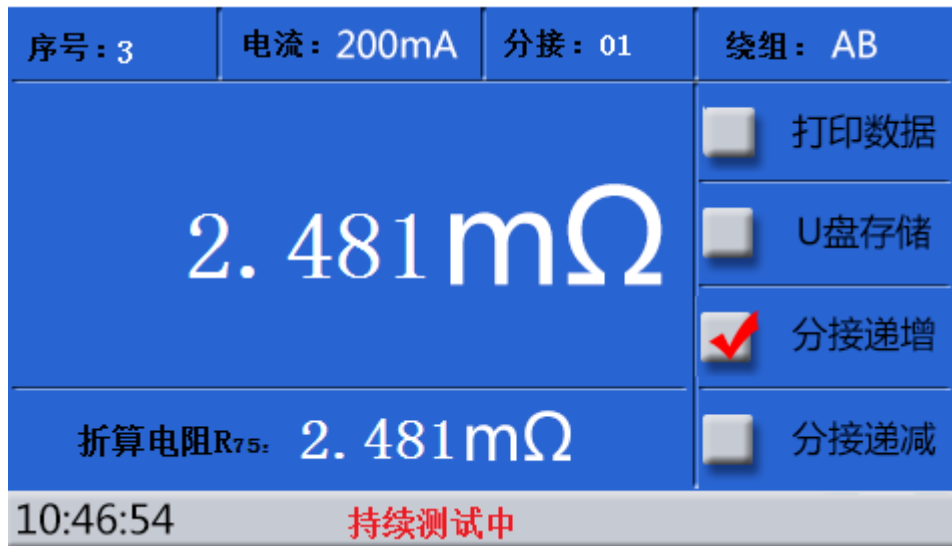 序号：3 电流：200mA 分接：01 绕组： AB
打印数据
U盘存储
2.481mΩ
分接递增
折算电阻R75： 2.481mΩ
分接递减
10:46:54 持续测试中